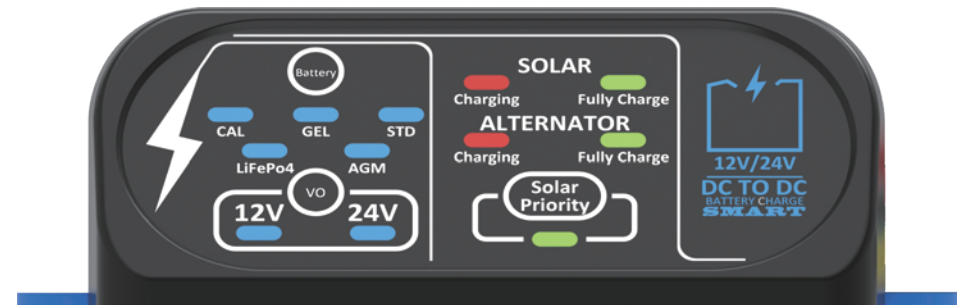 Battery
CAL
GEL
STD
LiFePo4
AGM
VO
12V
24V
SOLAR
Charging
Fully Charge
ALTERNATOR
Charging
Fully Charge
Solar
Priority
12V/24V
DC TO DC
BATTERY CHARGE
SMART